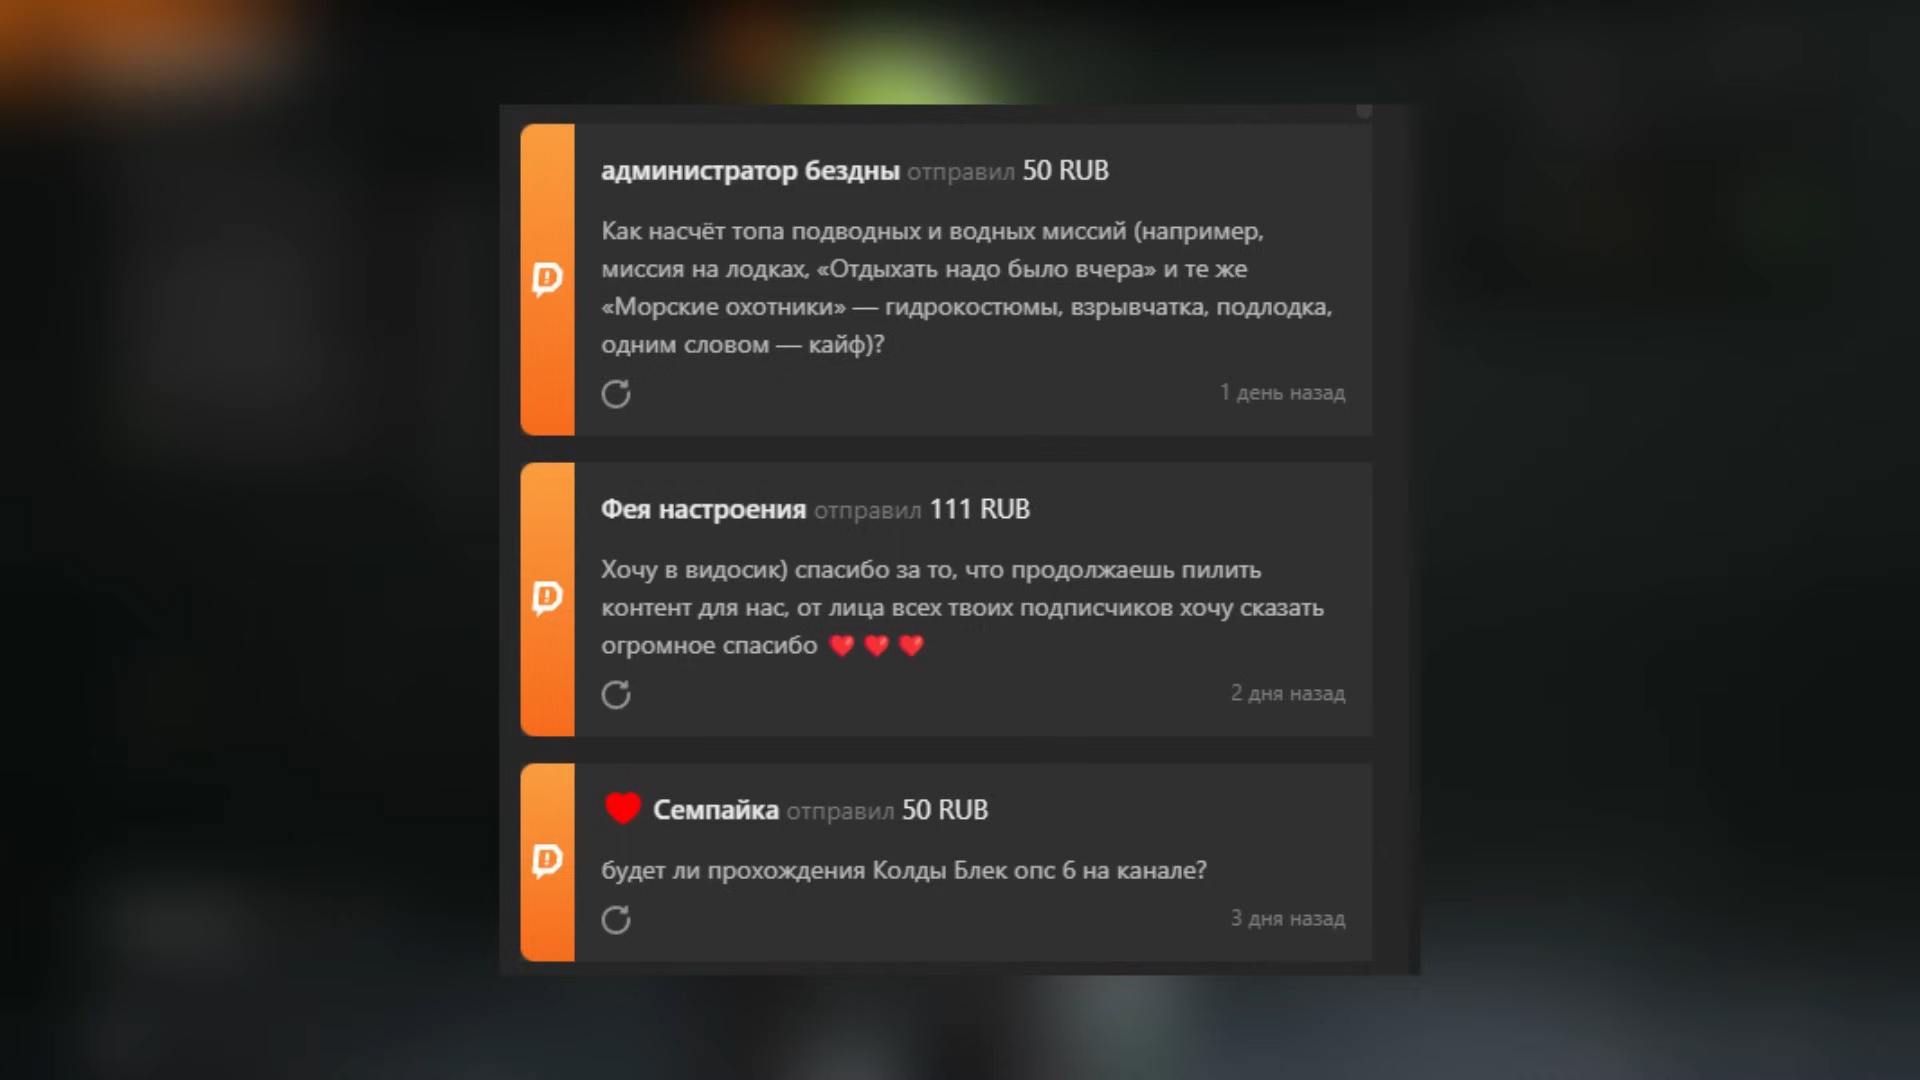 администратор бездны отправил 50 RUB
Как насчёт топа подводных и водных миссий (например,
миссия на лодках, «Отдыхать надо было вчера» и те же
«Морские охотники» — гидрокостюмы, взрывчатка, подлодка,
одним словом — кайф)?
1 день назад
Фея настроения отправил 111 RUB
Хочу в видосик) спасибо за то, что продолжаешь пилить
контент для нас, от лица всех твоих подписчиков хочу сказать
огромное спасибо ❤️ ❤️ ❤️
2 дня назад
❤️ Семпайка отправил 50 RUB
будет ли прохождения Колды Блек опс 6 на канале?
3 дня назад